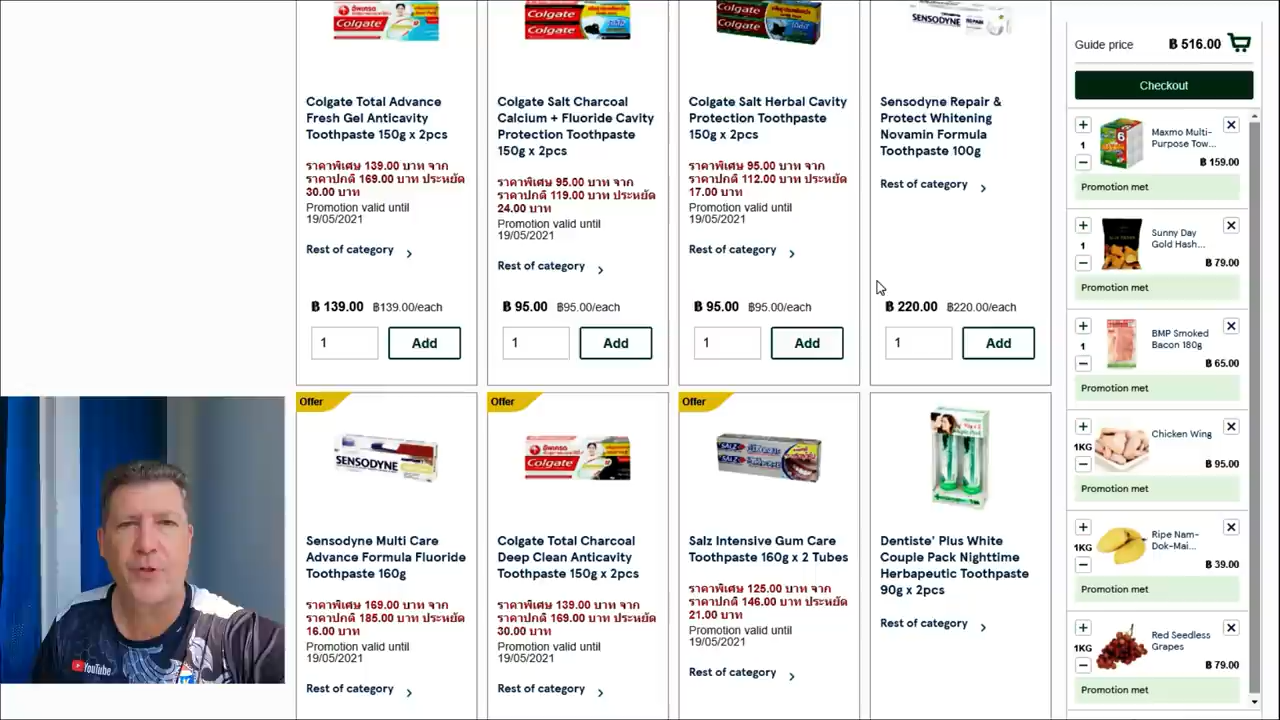 Colgate
Colgate
Colgate
Colgate
Colgate
SENSODYNE
Colgate Total Advance
Fresh Gel Anticavity
Toothpaste 150g x 2pcs
ราคาพิเศษ 139.00 บาท จาก
ราคาปกติ 169.00 บาท ประหยัด
30.00 บาท
Promotion valid until
19/05/2021
Rest of category
฿ 139.00 ฿139.00/each
1
Add
Colgate Salt Charcoal
Calcium + Fluoride Cavity
Protection Toothpaste
150g x 2pcs
ราคาพิเศษ 95.00 บาท จาก
ราคาปกติ 119.00 บาท ประหยัด
24.00 บาท
Promotion valid until
19/05/2021
Rest of category
฿ 95.00 ฿95.00/each
1
Add
Colgate Salt Herbal Cavity
Protection Toothpaste
150g x 2pcs
ราคาพิเศษ 95.00 บาท จาก
ราคาปกติ 112.00 บาท ประหยัด
17.00 บาท
Promotion valid until
19/05/2021
Rest of category
฿ 95.00 ฿95.00/each
1
Add
Sensodyne Repair &
Protect Whitening
Novamin Formula
Toothpaste 100g
Rest of category
฿ 220.00 ฿220.00/each
1
Add
Offer
SENSODYNE
Sensodyne Multi Care
Advance Formula Fluoride
Toothpaste 160g
ราคาพิเศษ 169.00 บาท จาก
ราคาปกติ 185.00 บาท ประหยัด
16.00 บาท
Promotion valid until
19/05/2021
Rest of category
Offer
Colgate
Colgate Total Charcoal
Deep Clean Anticavity
Toothpaste 150g x 2pcs
ราคาพิเศษ 139.00 บาท จาก
ราคาปกติ 169.00 บาท ประหยัด
30.00 บาท
Promotion valid until
19/05/2021
Rest of category
Offer
SALZ
SALZ
Salz Intensive Gum Care
Toothpaste 160g x 2 Tubes
ราคาพิเศษ 125.00 บาท จาก
ราคาปกติ 146.00 บาท ประหยัด
21.00 บาท
Promotion valid until
19/05/2021
Rest of category
Dentiste' Plus White
Couple Pack Nighttime
Herbapeutic Toothpaste
90g x 2pcs
Rest of category
Guide price ฿ 516.00
Checkout
1
Maxmo Multi-
Purpose Tow...
฿ 159.00
Promotion met
1
Sunny Day
Gold Hash...
฿ 79.00
Promotion met
1
BMP Smoked
Bacon 180g
฿ 65.00
Promotion met
1KG
Chicken Wing
฿ 95.00
Promotion met
1KG
Ripe Nam-
Dok-Mai...
฿ 39.00
Promotion met
1KG
Red Seedless
Grapes
฿ 79.00
Promotion met
YouTube